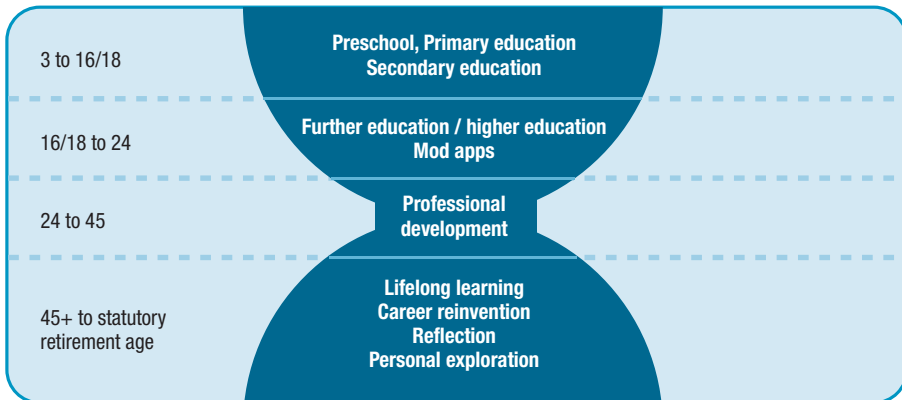 3 to 16/18
Preschool, Primary education
Secondary education
16/18 to 24
Further education / higher education
Mod apps
24 to 45
Professional
development
45+ to statutory
retirement age
Lifelong learning
Career reinvention
Reflection
Personal exploration